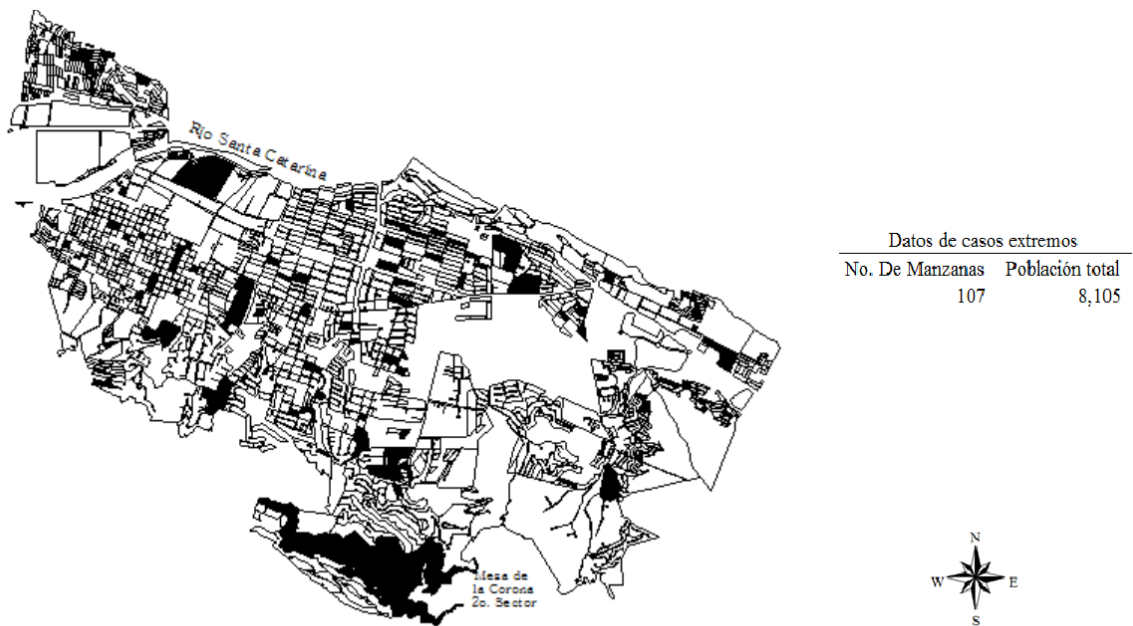 Río Santa Catarina
Datos de casos extremos
No. De Manzanas Población total
107 8,105
Mesa de
la Corona
2o. Sector
N
W E
S